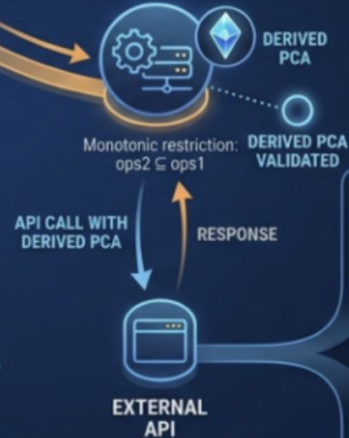 DERIVED
PCA
Monotonic restriction:
ops2 ⊆ ops1
DERIVED PCA
VALIDATED
API CALL WITH
DERIVED PCA
RESPONSE
EXTERNAL
API